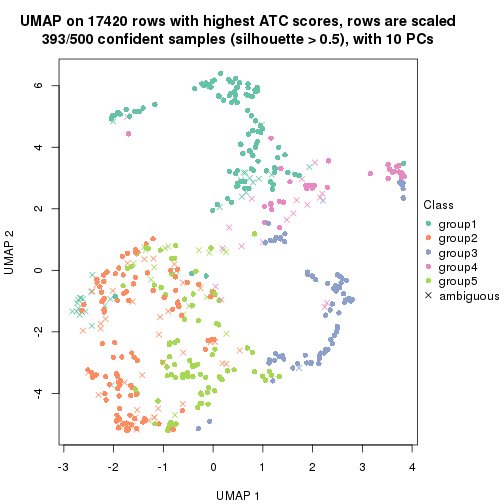 UMAP on 17420 rows with highest ATC scores, rows are scaled
393/500 confident samples (silhouette > 0.5), with 10 PCs
6
4
2
0
-2
-4
UMAP 2
-3
-2
-1
0
1
2
3
4
UMAP 1
Class
group1
group2
group3
group4
group5
ambiguous